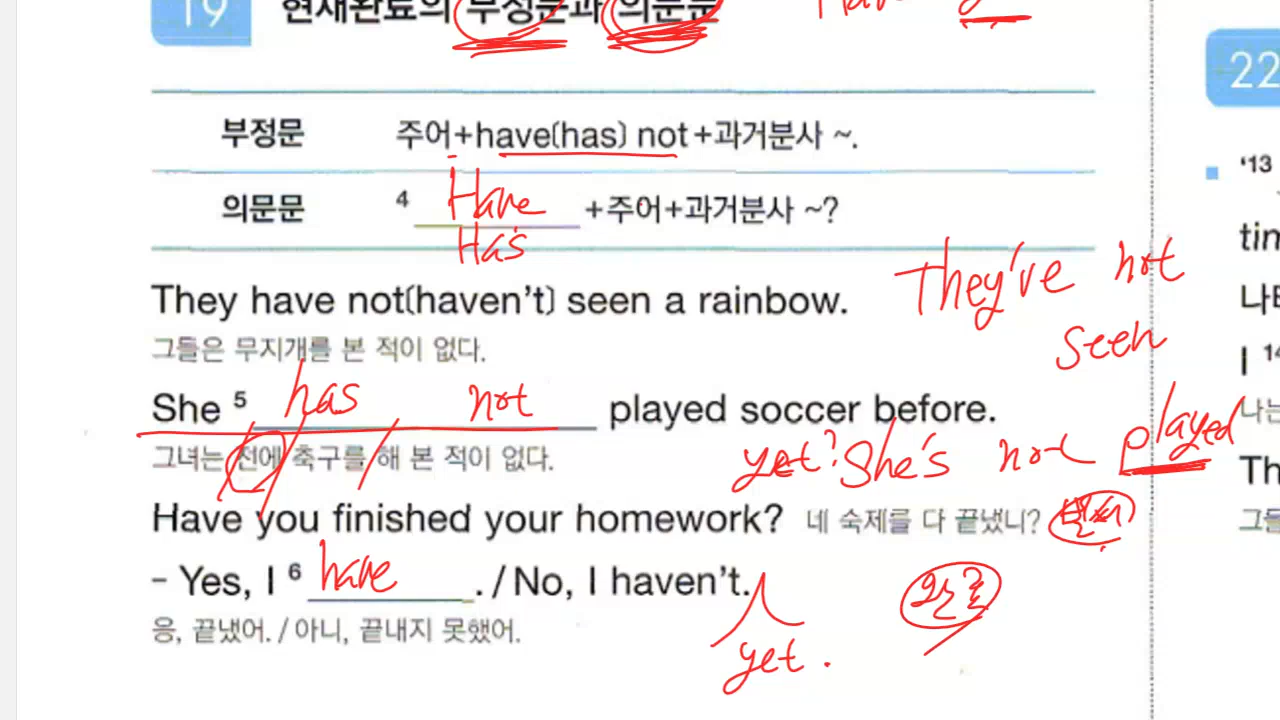 19 현재완료의 부정문과 의문문
Have
부정문 주어+have(has) not+과거분사 ~.
의문문 4 Have +주어+과거분사 ~?
Has
They have not(haven't) seen a rainbow.
They've not
seen
그들은 무지개를 본 적이 없다.
She 5 has not played soccer before.
그녀는 전에 축구를 해 본 적이 없다.
yet? She's not played
Have you finished your homework? 네 숙제를 다 끝냈니?
– Yes, I 6 have . / No, I haven't.
완료
응, 끝냈어. / 아니, 끝내지 못했어.
yet.
22
'13
tim
나타
I 14
나는
Th
그들